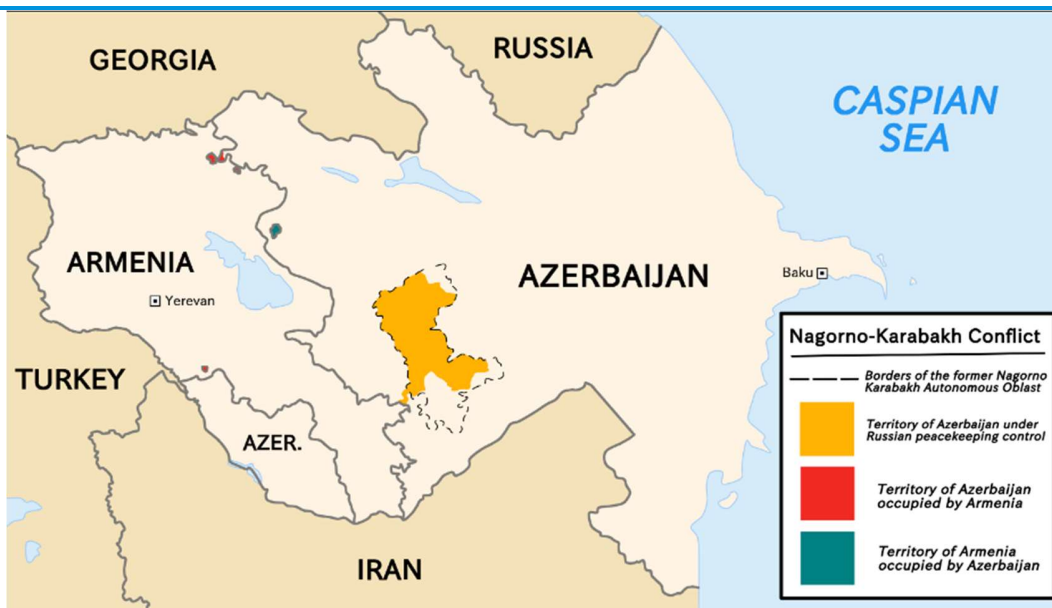 GEORGIA
RUSSIA
CASPIAN
SEA
ARMENIA
AZERBAIJAN
Baku
Yerevan
TURKEY
AZER.
IRAN
Nagorno-Karabakh Conflict
Borders of the former Nagorno
Karabakh Autonomous Oblast
Territory of Azerbaijan under
Russian peacekeeping control
Territory of Azerbaijan
occupied by Armenia
Territory of Armenia
occupied by Azerbaijan